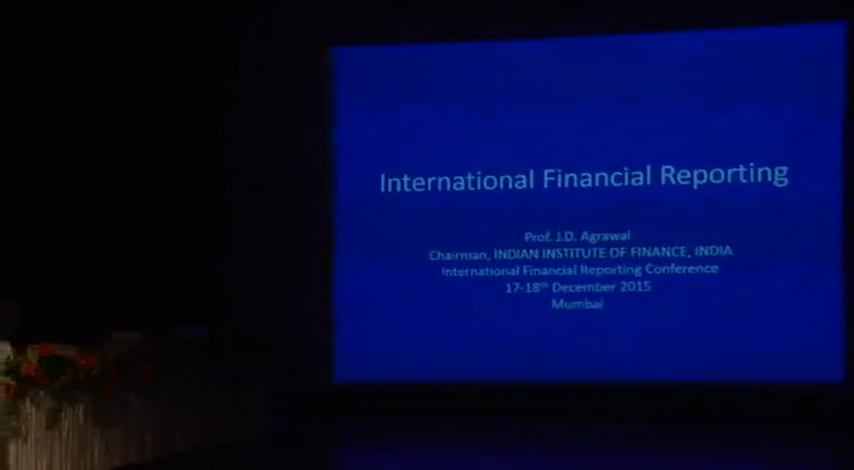 International Financial Reporting
Prof. J.D. Agrawal
Chairman, INDIAN INSTITUTE OF FINANCE, INDIA
International Financial Reporting Conference
17-18th December 2015
Mumbai